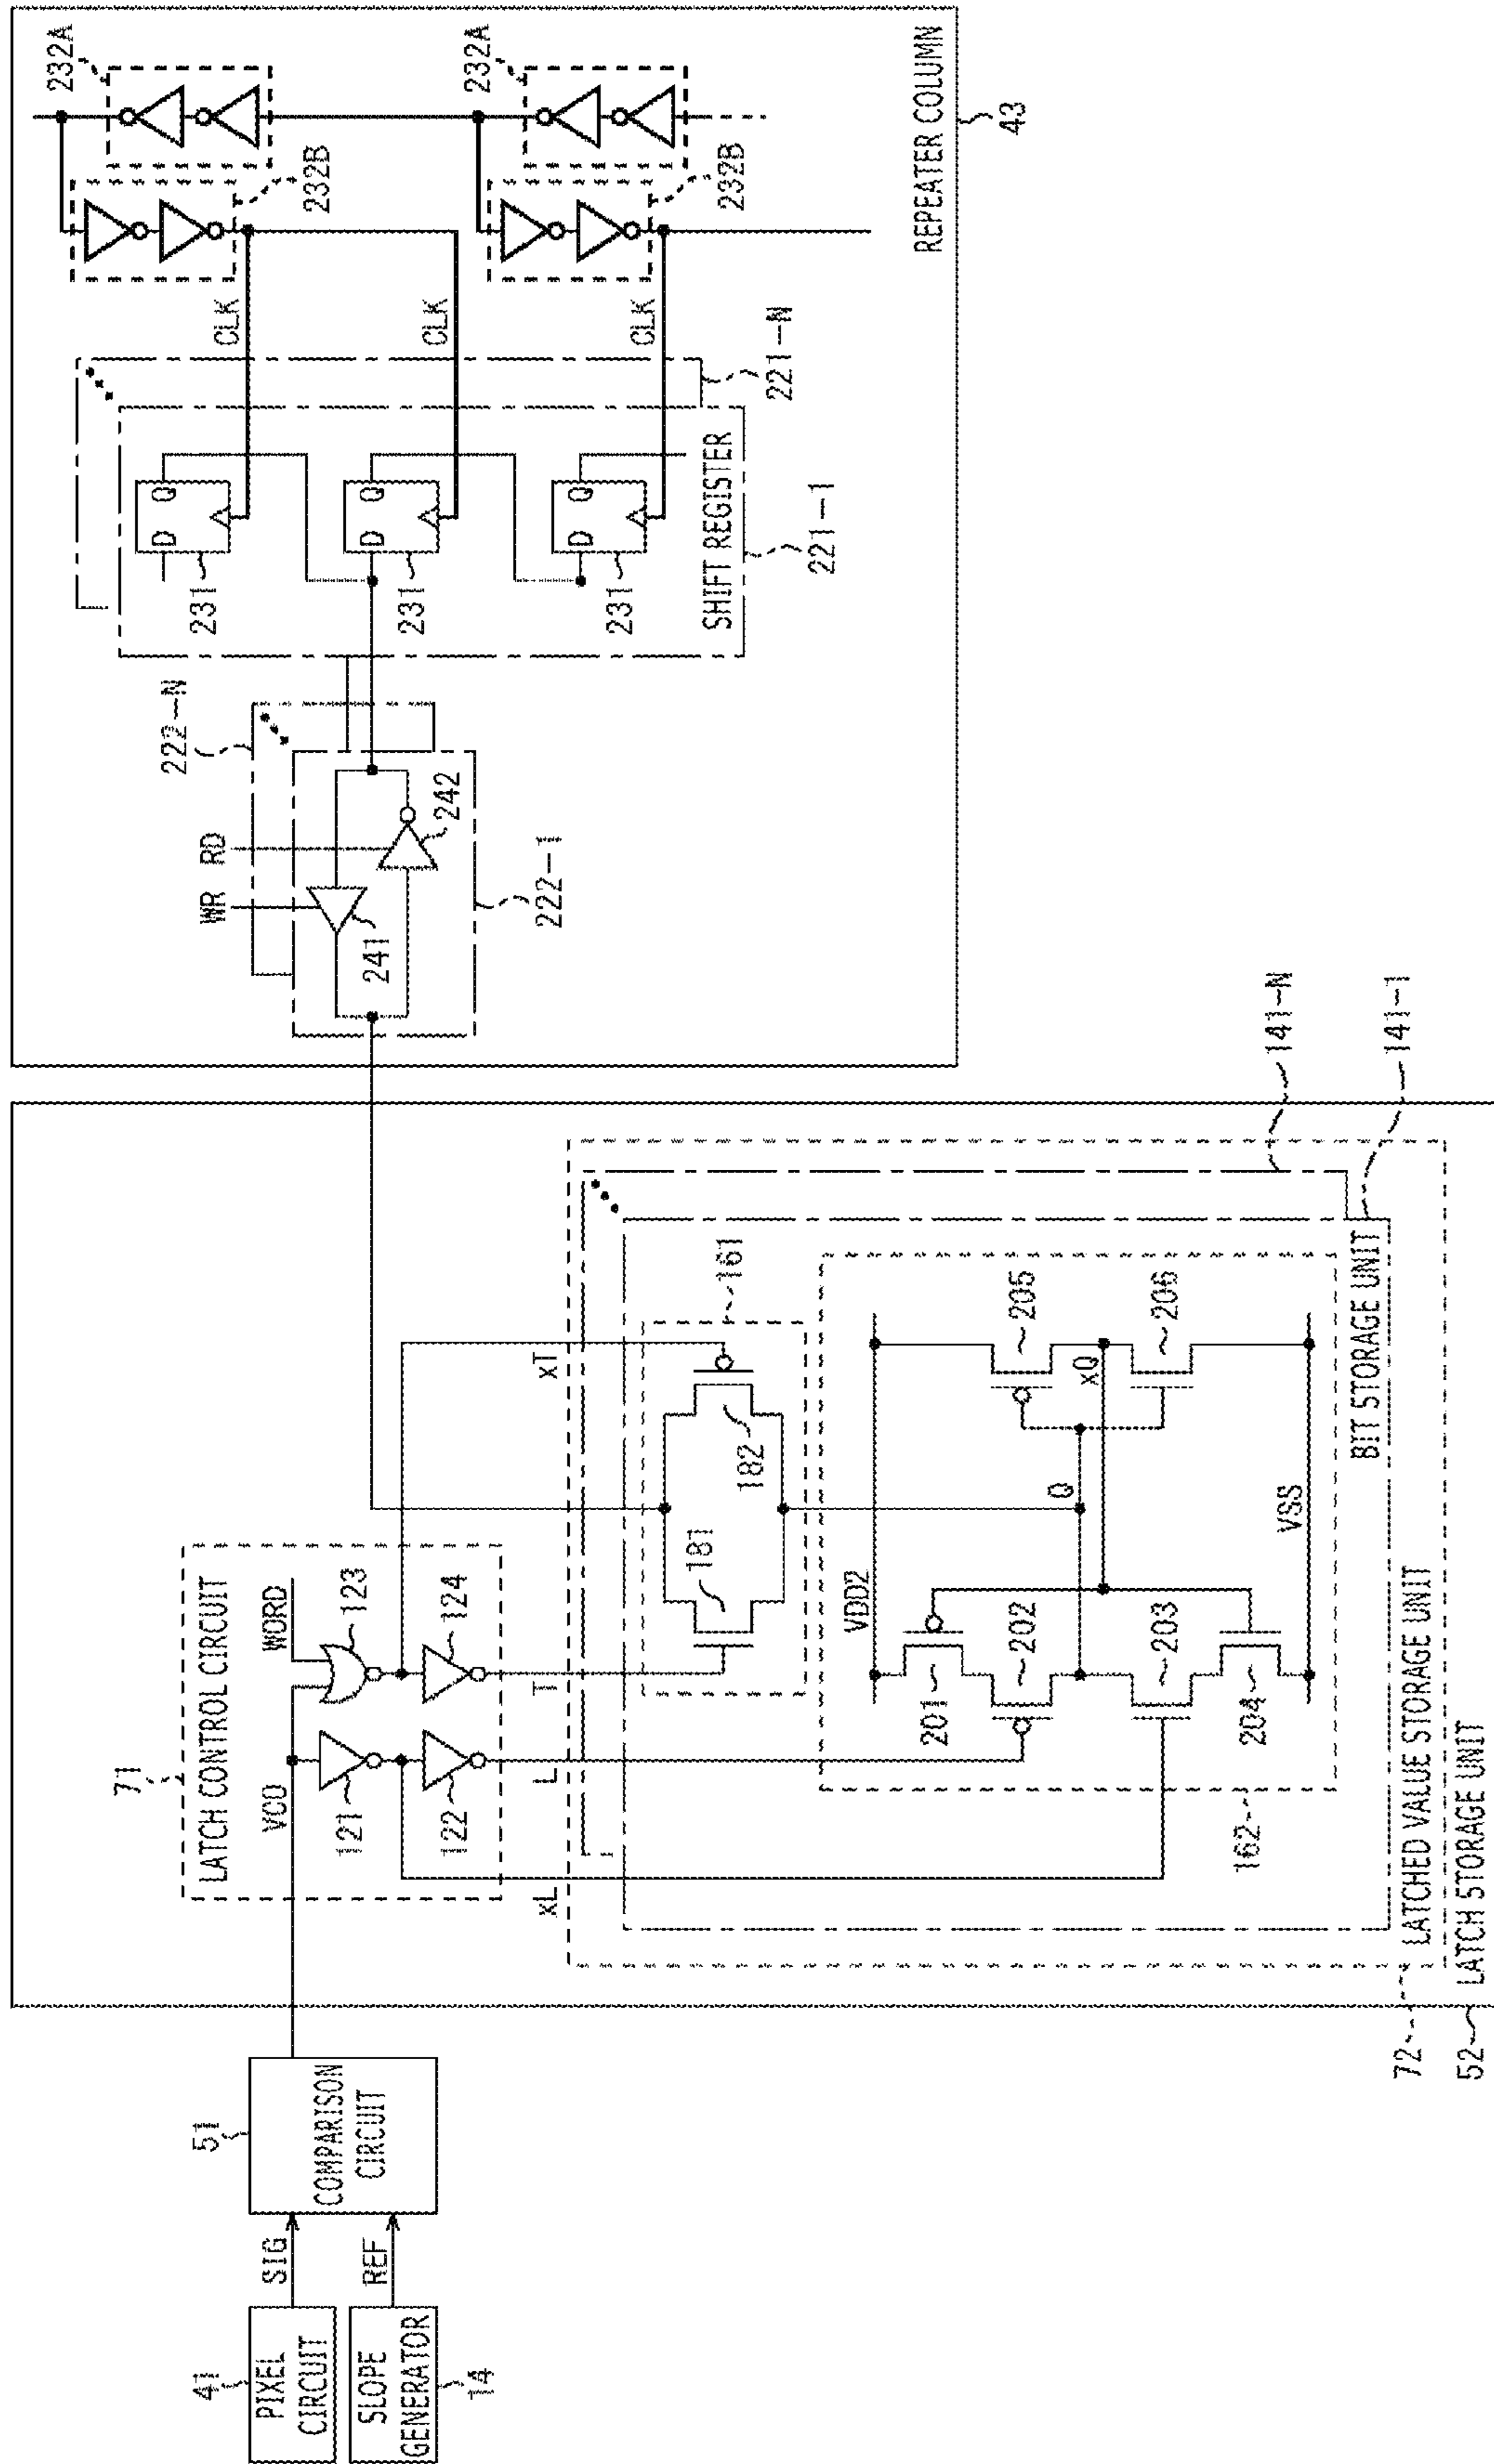 41
PIXEL
CIRCUIT
SLOPE
GENERATOR
14
SIG
REF
51
COMPARISON
CIRCUIT
71
LATCH CONTROL CIRCUIT
VCO
WORD
121
122
123
124
xL
L
T
xT
161
181
182
VDD2
201
202
203
204
205
206
Q
xQ
VSS
162
BIT STORAGE UNIT
141-N
141-1
72
LATCHED VALUE STORAGE UNIT
52
LATCH STORAGE UNIT
WR
RD
222-N
241
242
222-1
D
Q
231
D
Q
231
D
Q
231
SHIFT REGISTER
221-1
221-N
CLK
CLK
CLK
232A
232B
232A
232B
REPEATER COLUMN
43